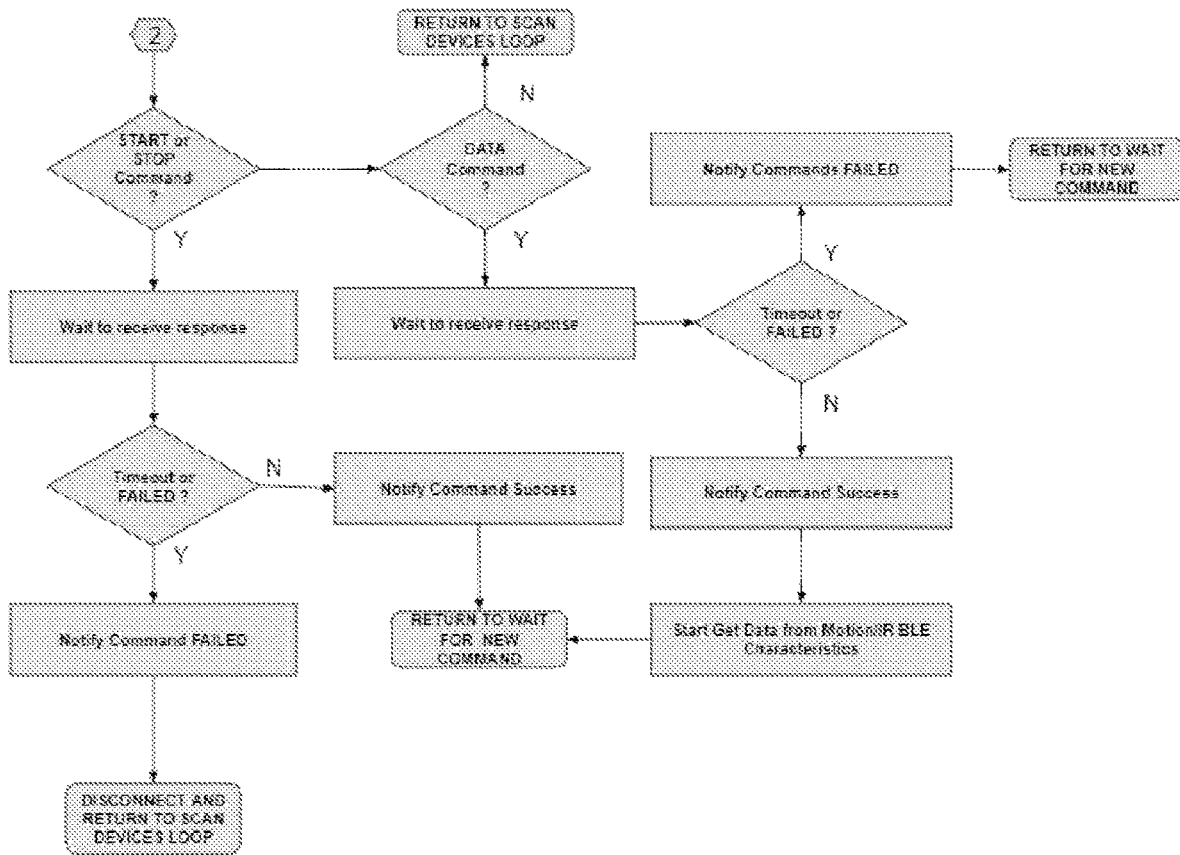 2
RETURN TO SCAN
DEVICES LOOP
N
START or
STOP
Command
?
DATA
Command
?
Notify Commands FAILED
RETURN TO WAIT
FOR NEW
COMMAND
Y
Y
Y
Wait to receive response
Wait to receive response
Timeout or
FAILED ?
N
Timeout or
FAILED ?
N
Notify Command Success
Notify Command Success
Y
Notify Command FAILED
RETURN TO WAIT
FOR NEW
COMMAND
Start Get Data from Motion/IR BLE
Characteristics
DISCONNECT AND
RETURN TO SCAN
DEVICES LOOP